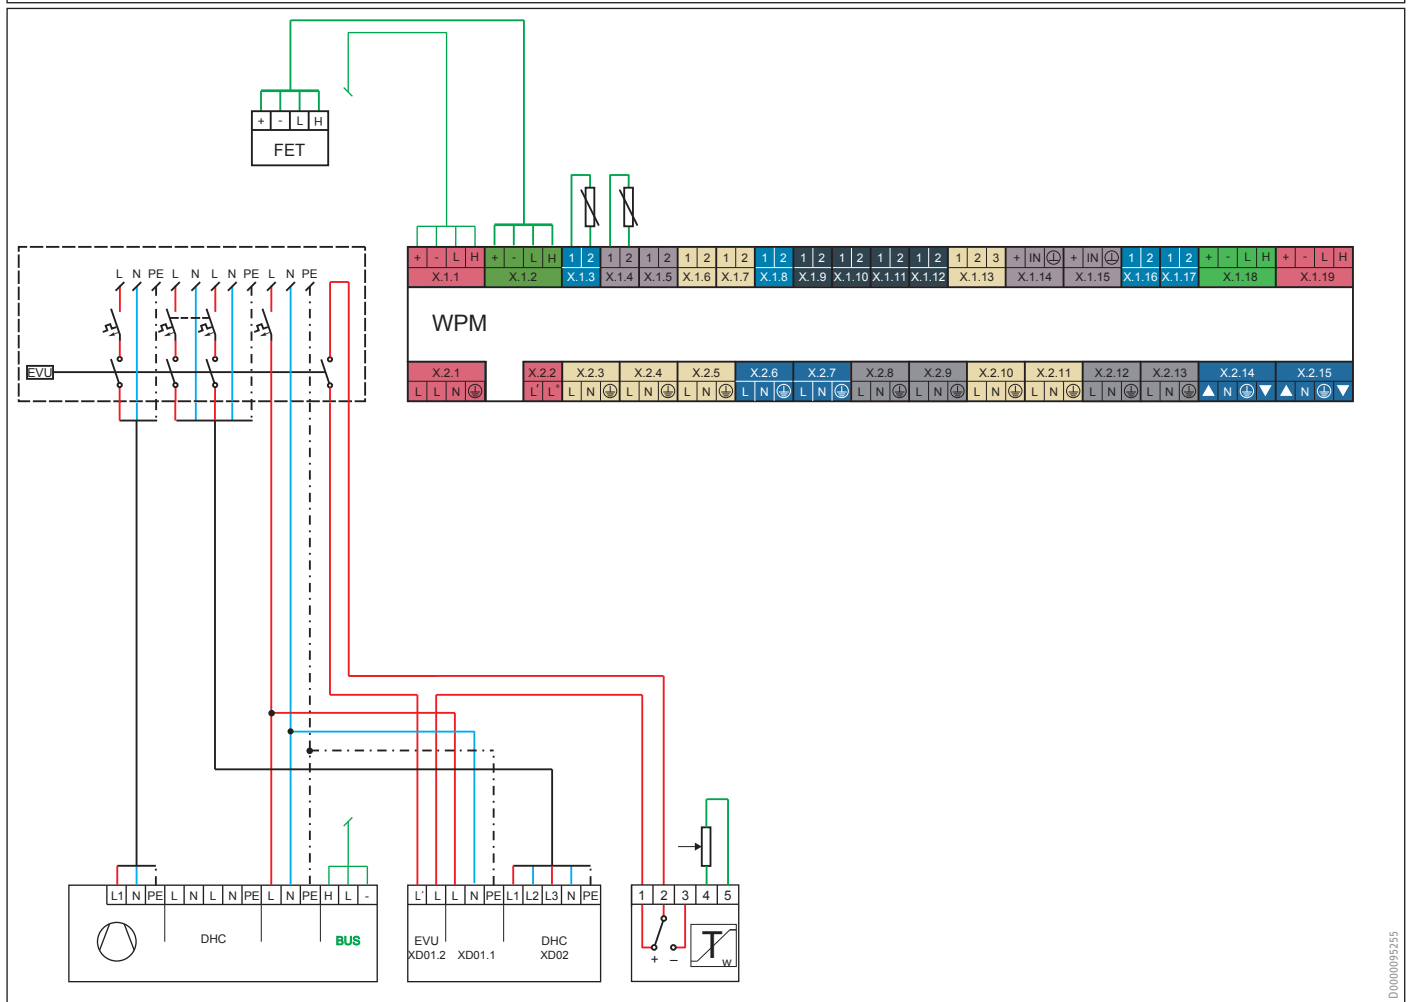 + - L H
FET
+ - L H + - L H 1 2 1 2 1 2 1 2 1 2 1 2 1 2 1 2 1 2 1 2 1 2 3 + IN + IN 1 2 1 2 + - L H + - L H
X.1.1 X.1.2 X.1.3 X.1.4 X.1.5 X.1.6 X.1.7 X.1.8 X.1.9 X.1.10 X.1.11 X.1.12 X.1.13 X.1.14 X.1.15 X.1.16 X.1.17 X.1.18 X.1.19
WPM
X.2.1 X.2.2 X.2.3 X.2.4 X.2.5 X.2.6 X.2.7 X.2.8 X.2.9 X.2.10 X.2.11 X.2.12 X.2.13 X.2.14 X.2.15
L L N L' L* L N L N L N L N L N L N L N L N L N L N L N N N
L N PE L N L N PE L N PE
EVU
L1 N PE L N L N PE L N PE H L -
DHC
BUS
L' L L N PE L1 L2 L3 N PE
EVU
XD01.2 XD01.1
DHC
XD02
1 2 3 4 5
+ -
T
W
D0000095255